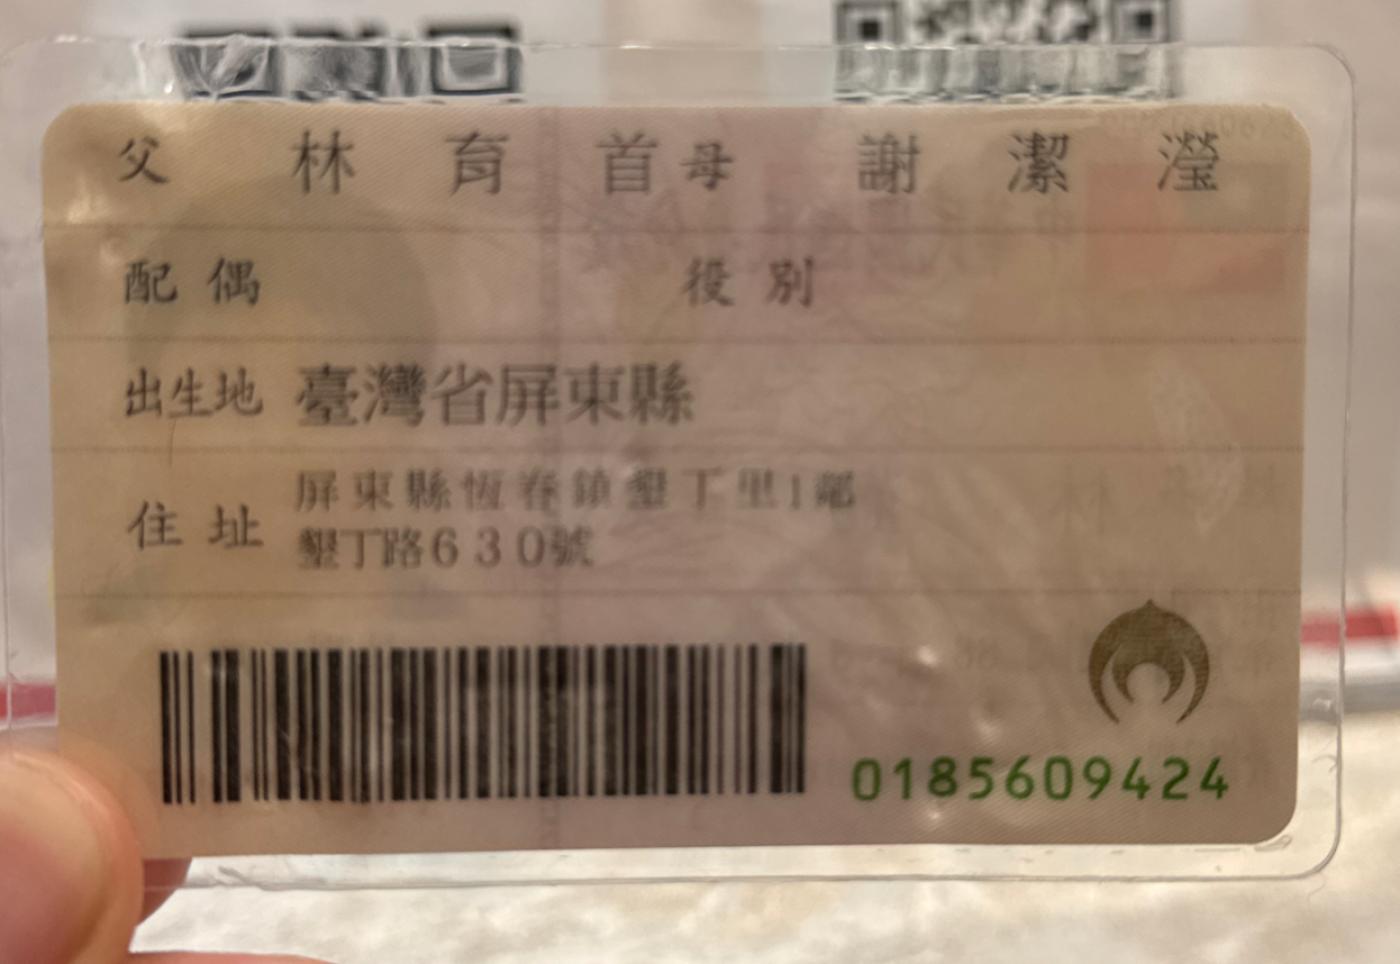 父 林育首 母 謝潔瀅
配偶 役別
出生地 臺灣省屏東縣
住址 屏東縣恆春鎮墾丁里1鄰
墾丁路630號
0185609424